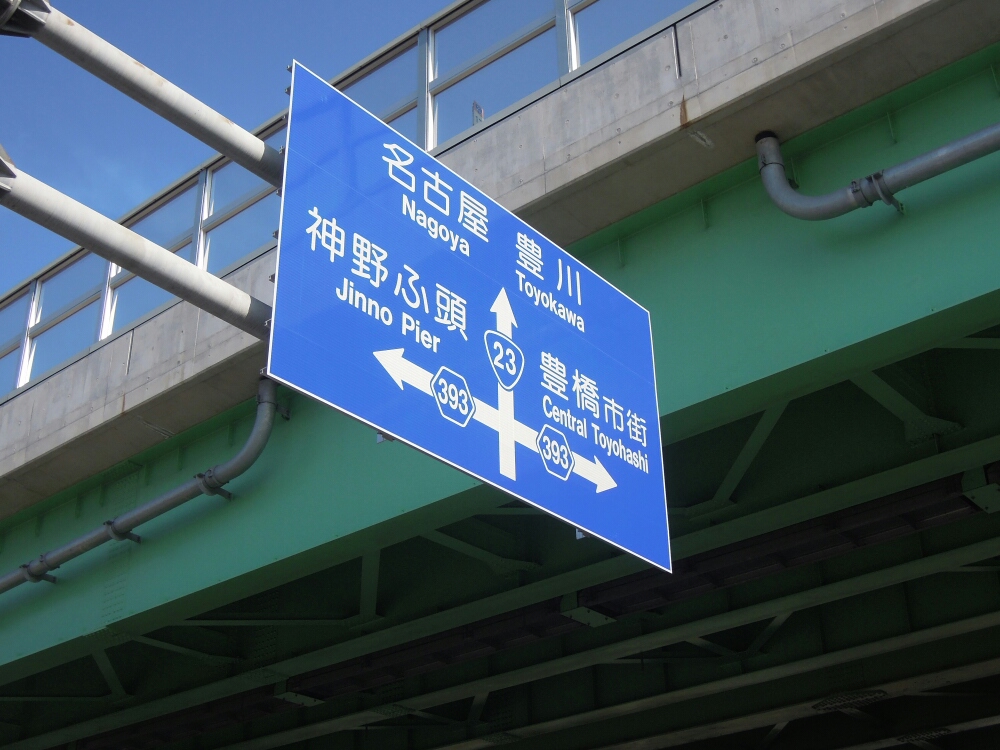 名古屋 豊川
Nagoya Toyokawa
神野ふ頭
Jinno Pier
23
豊橋市街
Central Toyohashi
393
393